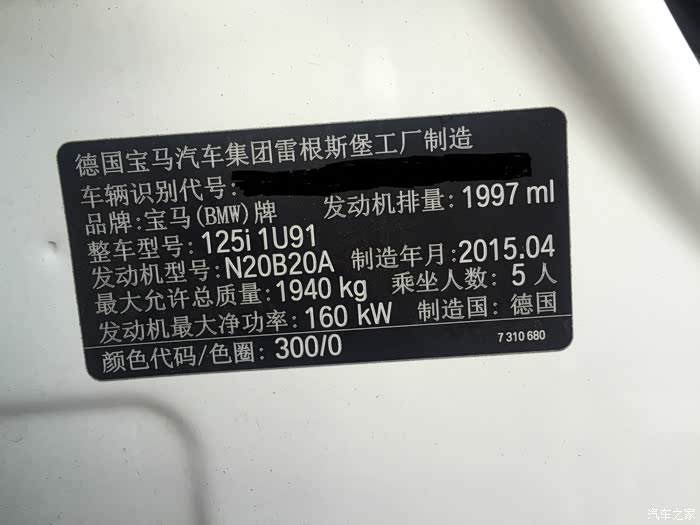 德国宝马汽车集团雷根斯堡工厂制造
车辆识别代号:
品牌:宝马(BMW)牌 发动机排量: 1997 ml
整车型号: 125i 1U91
发动机型号: N20B20A 制造年月: 2015.04
最大允许总质量: 1940 kg 乘坐人数: 5 人
发动机最大净功率: 160 kW 制造国: 德国
颜色代码/色圈: 300/0 7 310 680
汽车之家